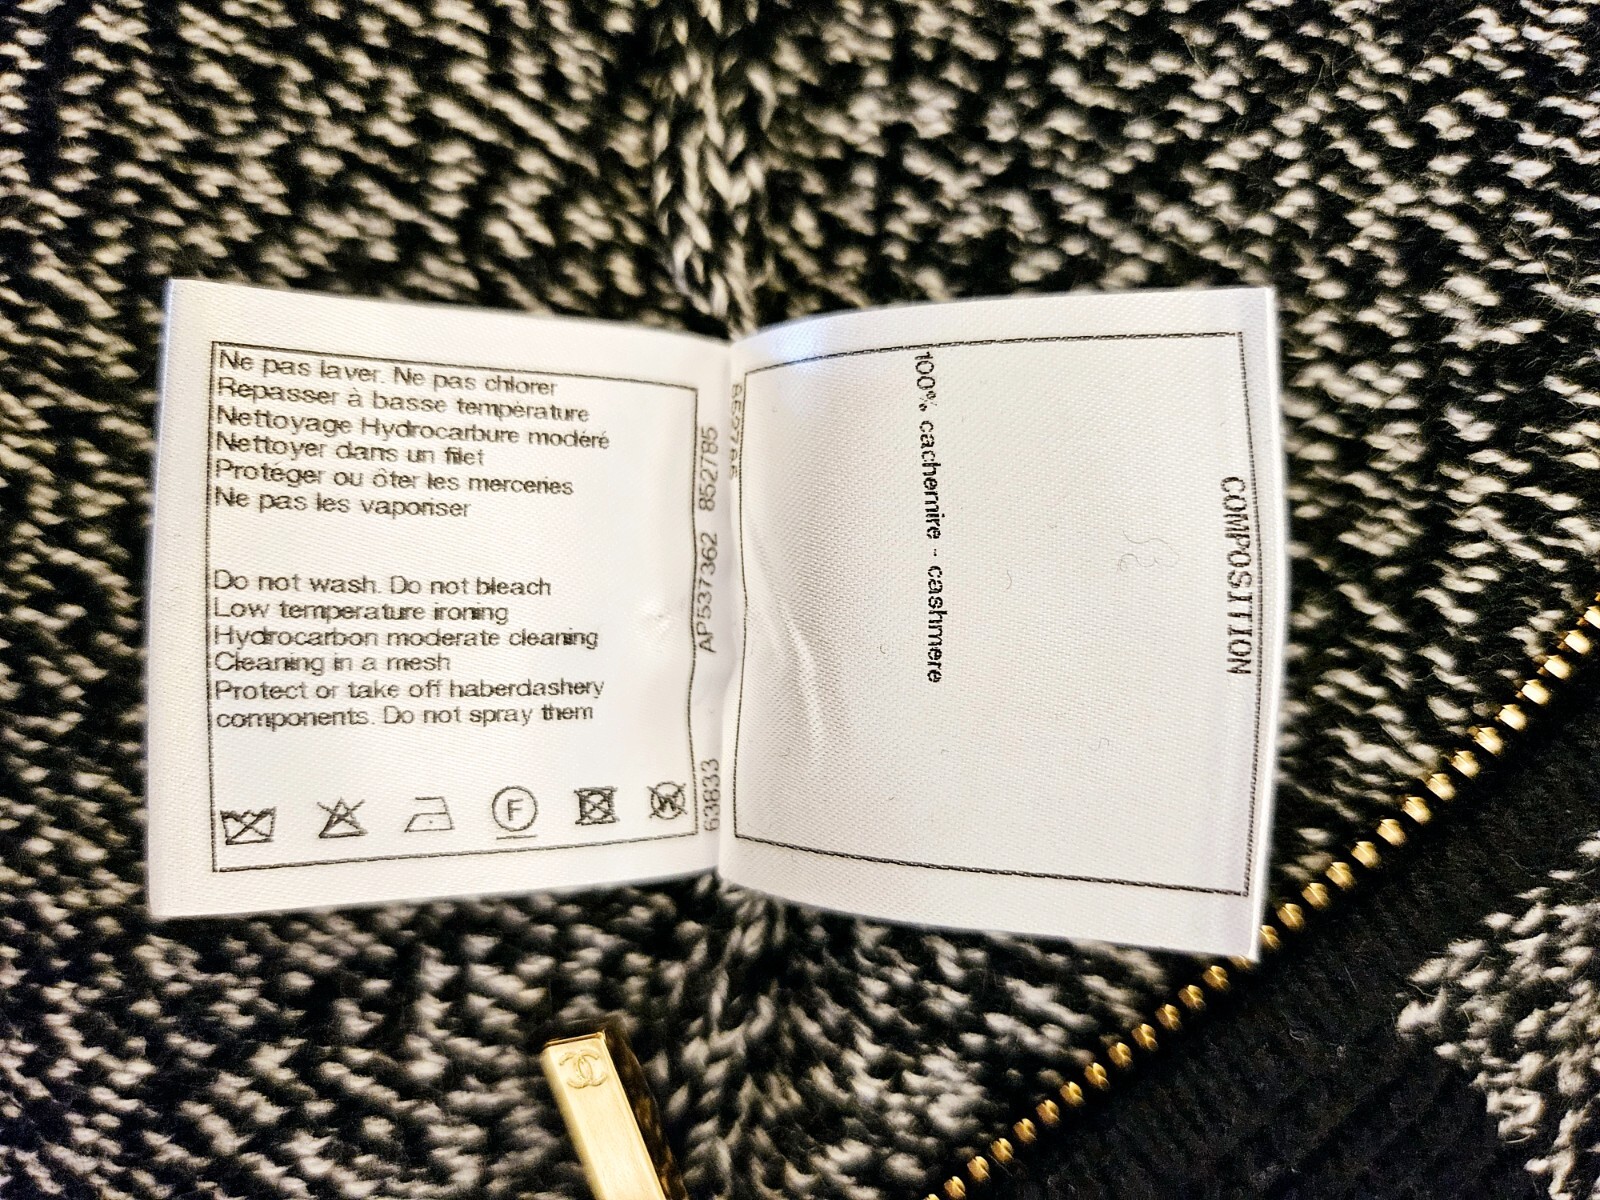 Ne pas laver. Ne pas chlorer
Repasser à basse température
Nettoyage Hydrocarbure modéré
Nettoyer dans un filet
Protéger ou ôter les merceries
Ne pas les vaporiser
Do not wash. Do not bleach
Low temperature ironing
Hydrocarbon moderate cleaning
Cleaning in a mesh
Protect or take off haberdashery
components. Do not spray them
F
W
63833 AP537362 852785
COMPOSITION
100% cachemire - cashmere